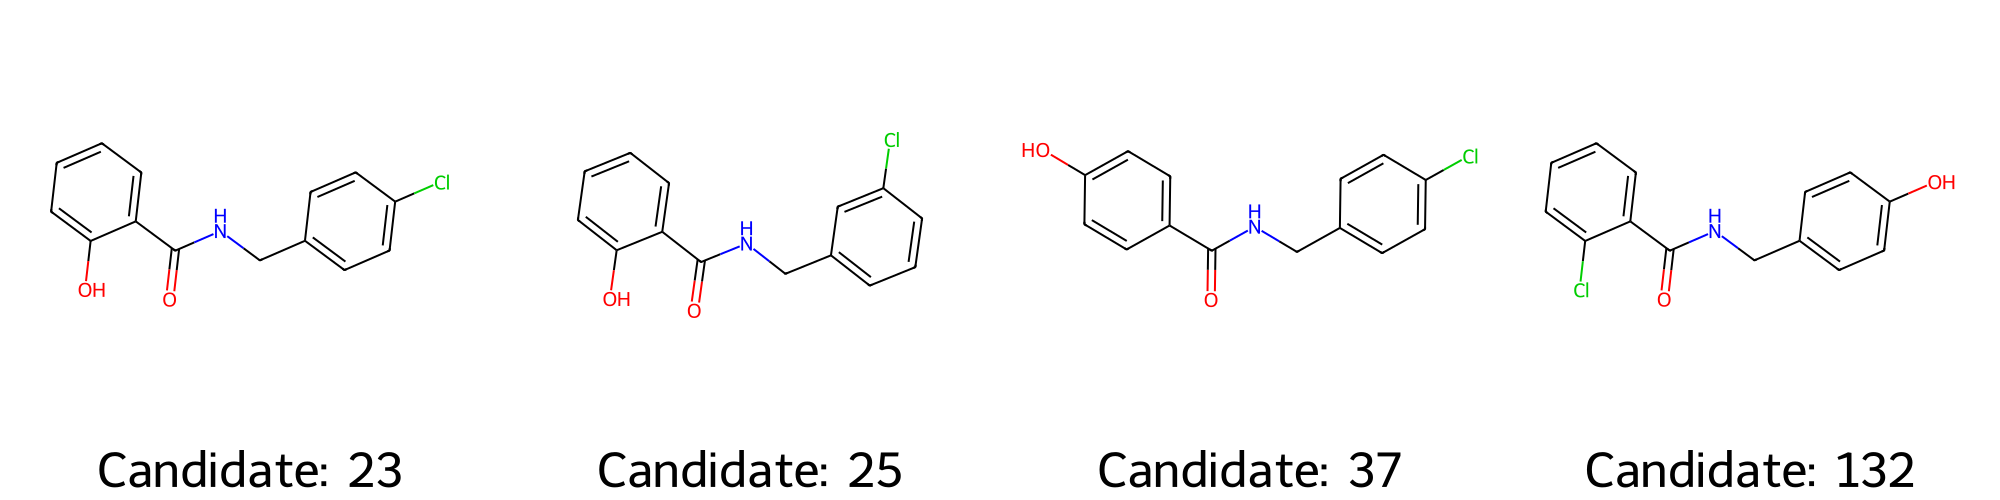 Cl
HO
Cl
Cl
OH
H
N
H
N
H
N
H
N
OH
O
OH
O
O
Cl
O
Candidate: 23
Candidate: 25
Candidate: 37
Candidate: 132